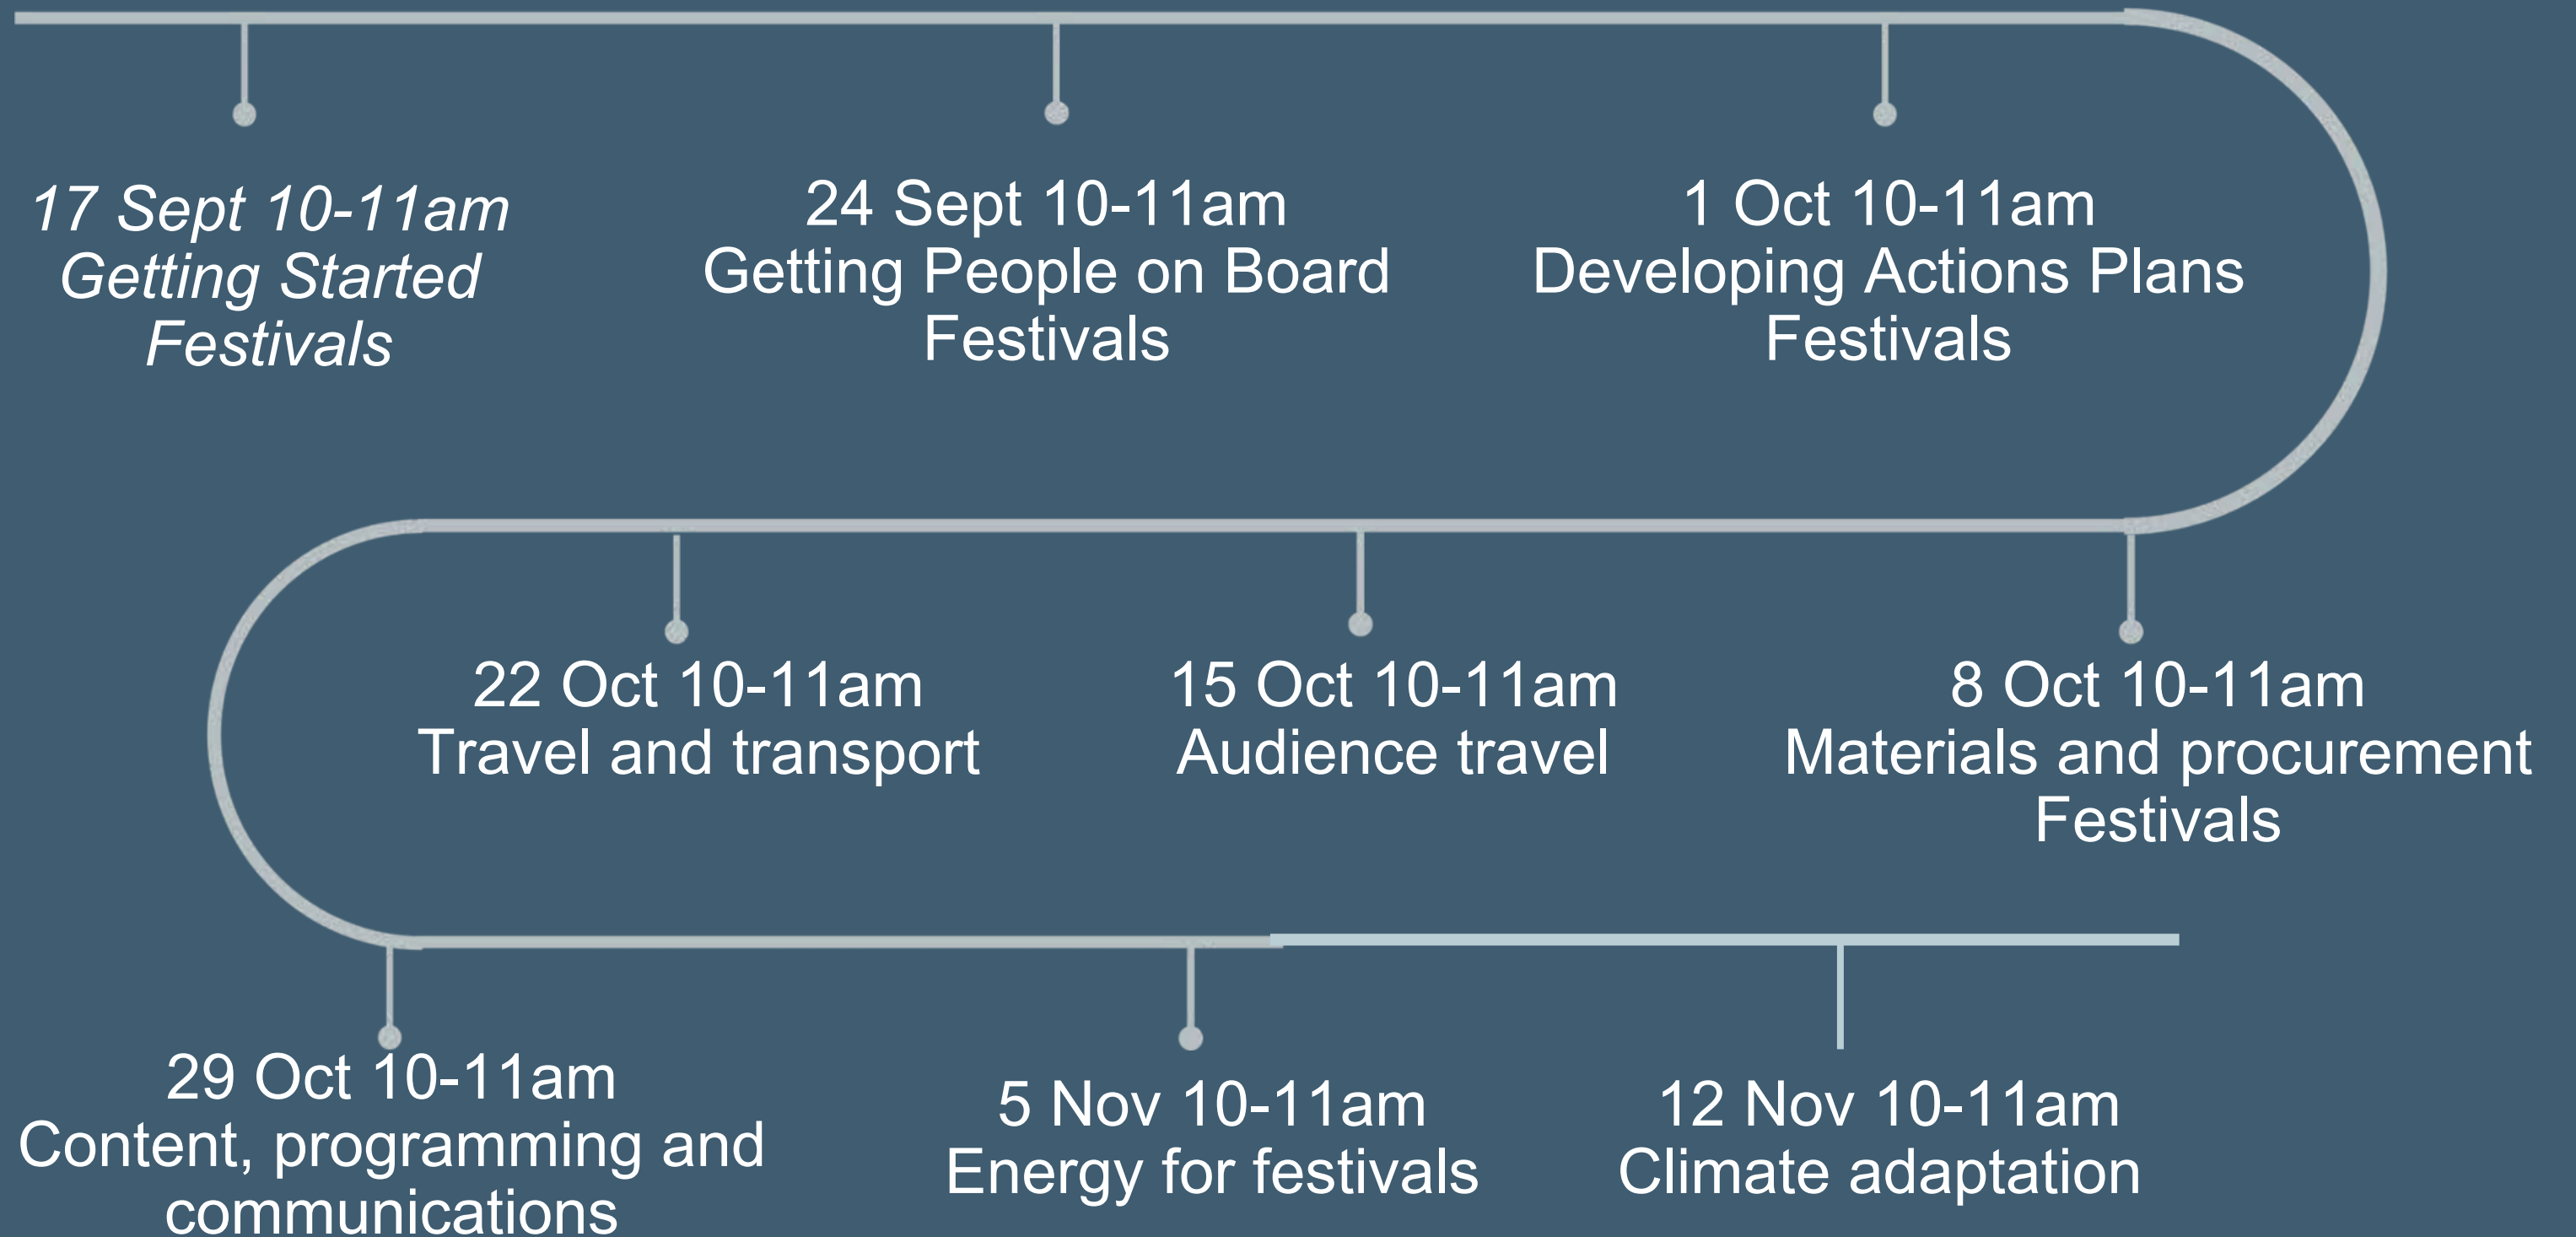 17 Sept 10-11am
Getting Started
Festivals
24 Sept 10-11am
Getting People on Board
Festivals
1 Oct 10-11am
Developing Actions Plans
Festivals
22 Oct 10-11am
Travel and transport
15 Oct 10-11am
Audience travel
8 Oct 10-11am
Materials and procurement
Festivals
29 Oct 10-11am
Content, programming and
communications
5 Nov 10-11am
Energy for festivals
12 Nov 10-11am
Climate adaptation